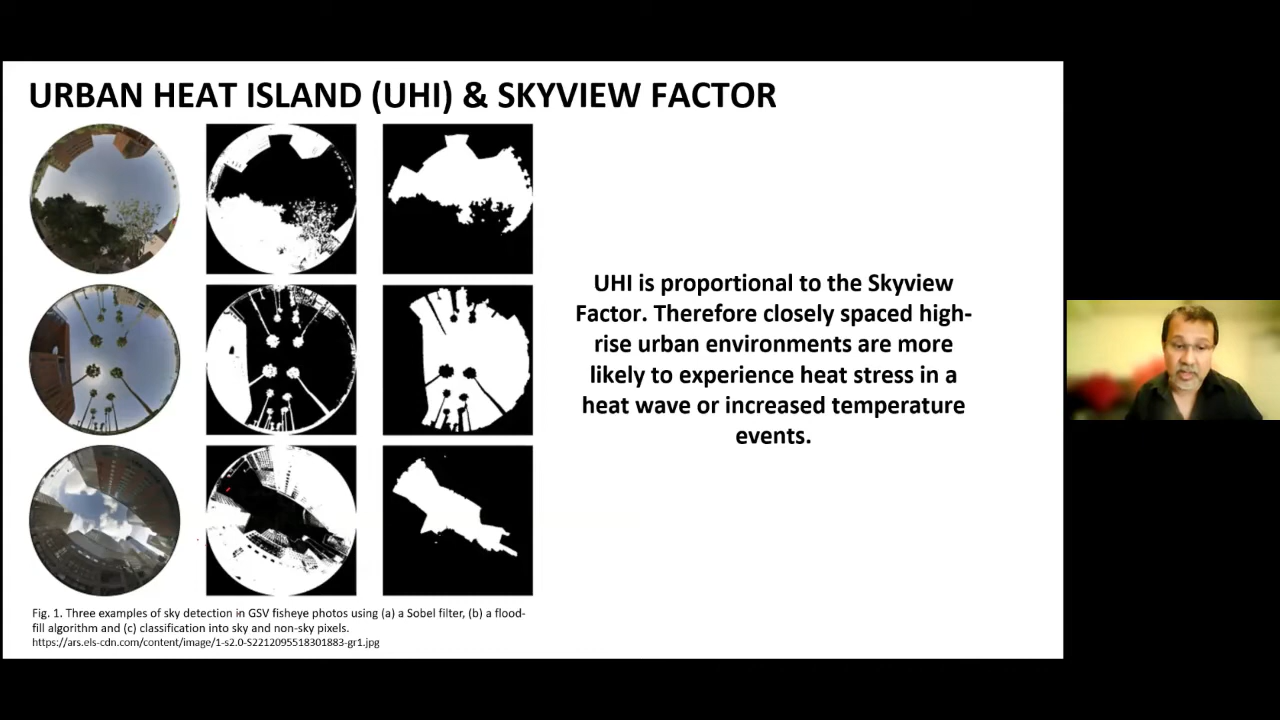 URBAN HEAT ISLAND (UHI) & SKYVIEW FACTOR
UHI is proportional to the Skyview
Factor. Therefore closely spaced high-
rise urban environments are more
likely to experience heat stress in a
heat wave or increased temperature
events.
Fig. 1. Three examples of sky detection in GSV fisheye photos using (a) a Sobel filter, (b) a flood-
fill algorithm and (c) classification into sky and non-sky pixels.
https://ars.els-cdn.com/content/image/1-s2.0-S2212095518301883-gr1.jpg